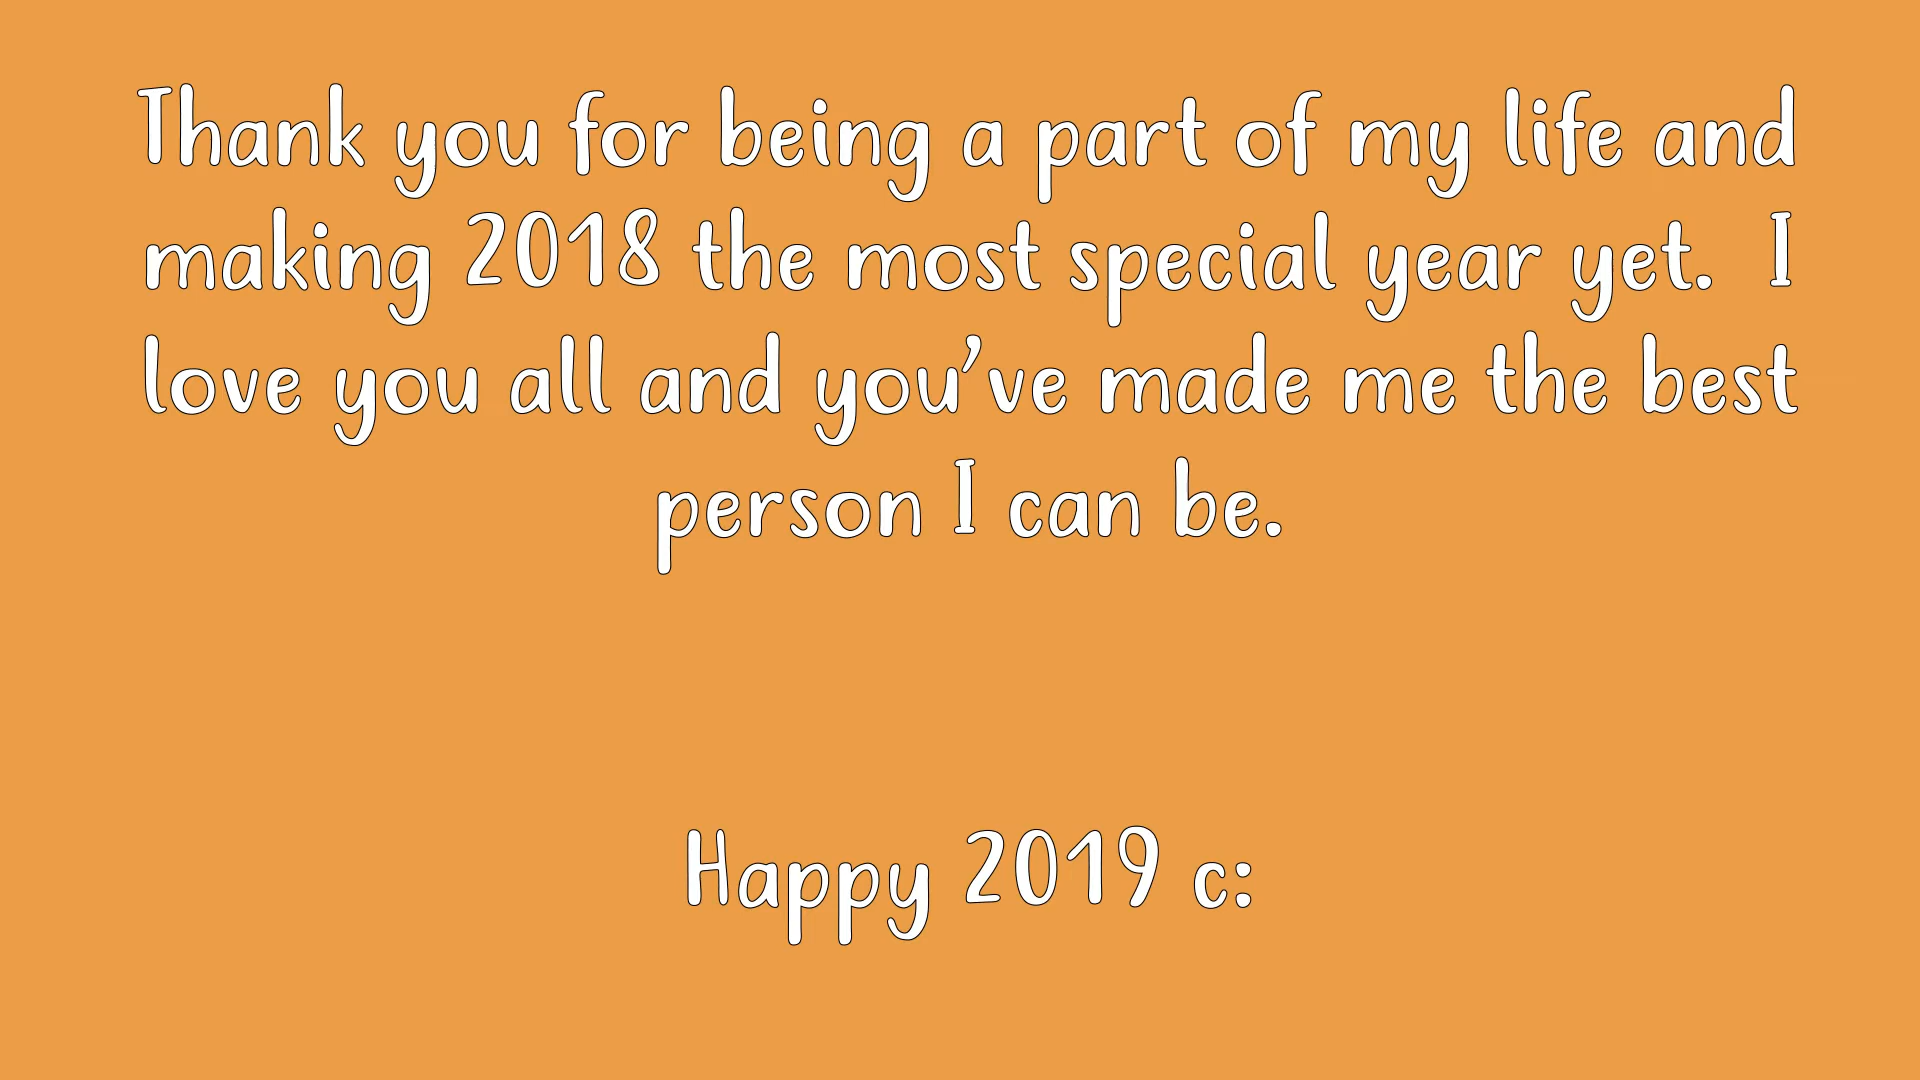 Thank you for being a part of my life and
making 2018 the most special year yet.  I
love you all and you’ve made me the best
person I can be.
Happy 2019 c: